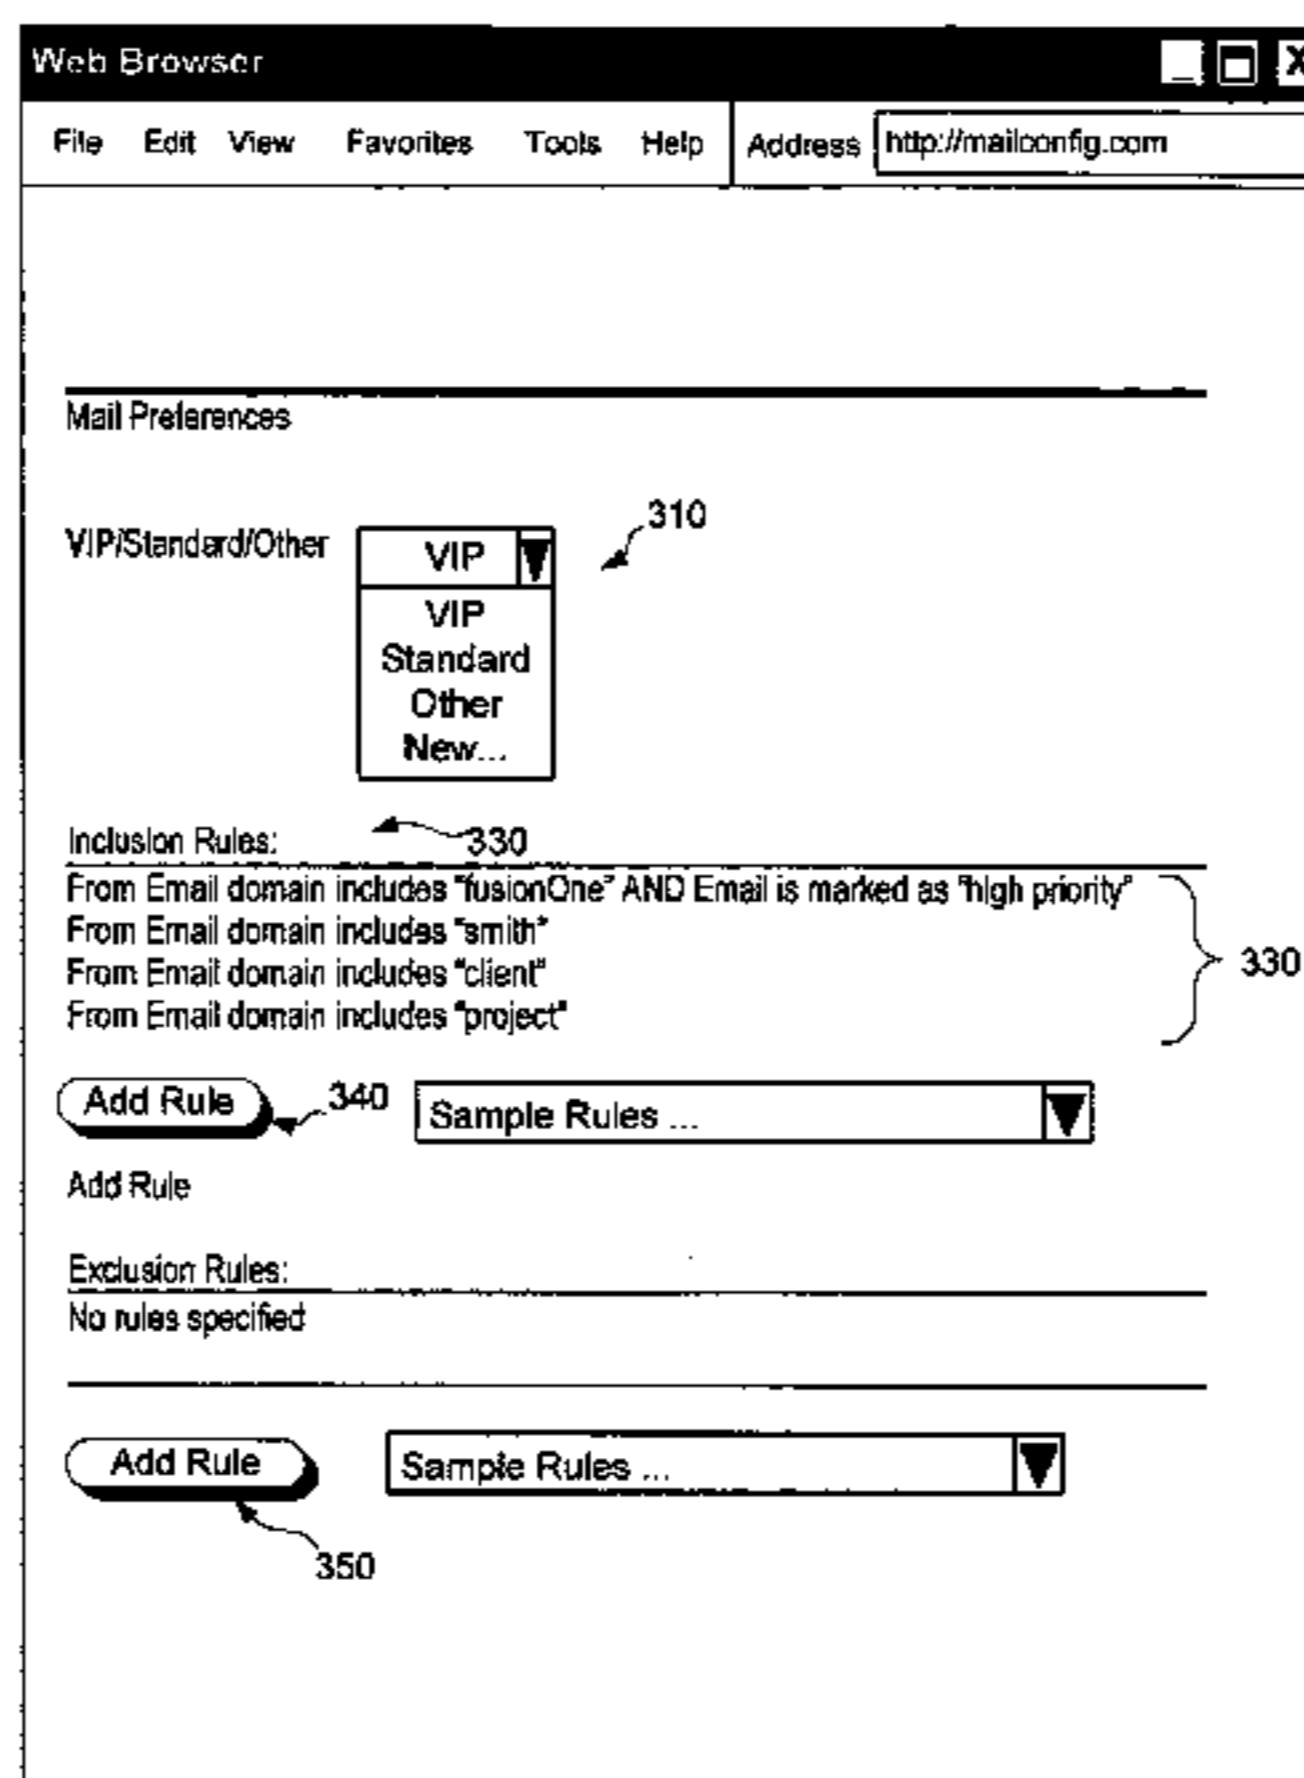 Web Browser
File Edit View Favorites Tools Help Address http://mailconfig.com
Mail Preferences
310
VIP/Standard/Other VIP
VIP
Standard
Other
New...
Inclusion Rules: 330
From Email domain includes "fusionOne" AND Email is marked as "high priority"
From Email domain includes "smith"
From Email domain includes "client"
330
From Email domain includes "project"
Add Rule 340 Sample Rules ...
Add Rule
Exclusion Rules:
No rules specified
Add Rule Sample Rules ...
350